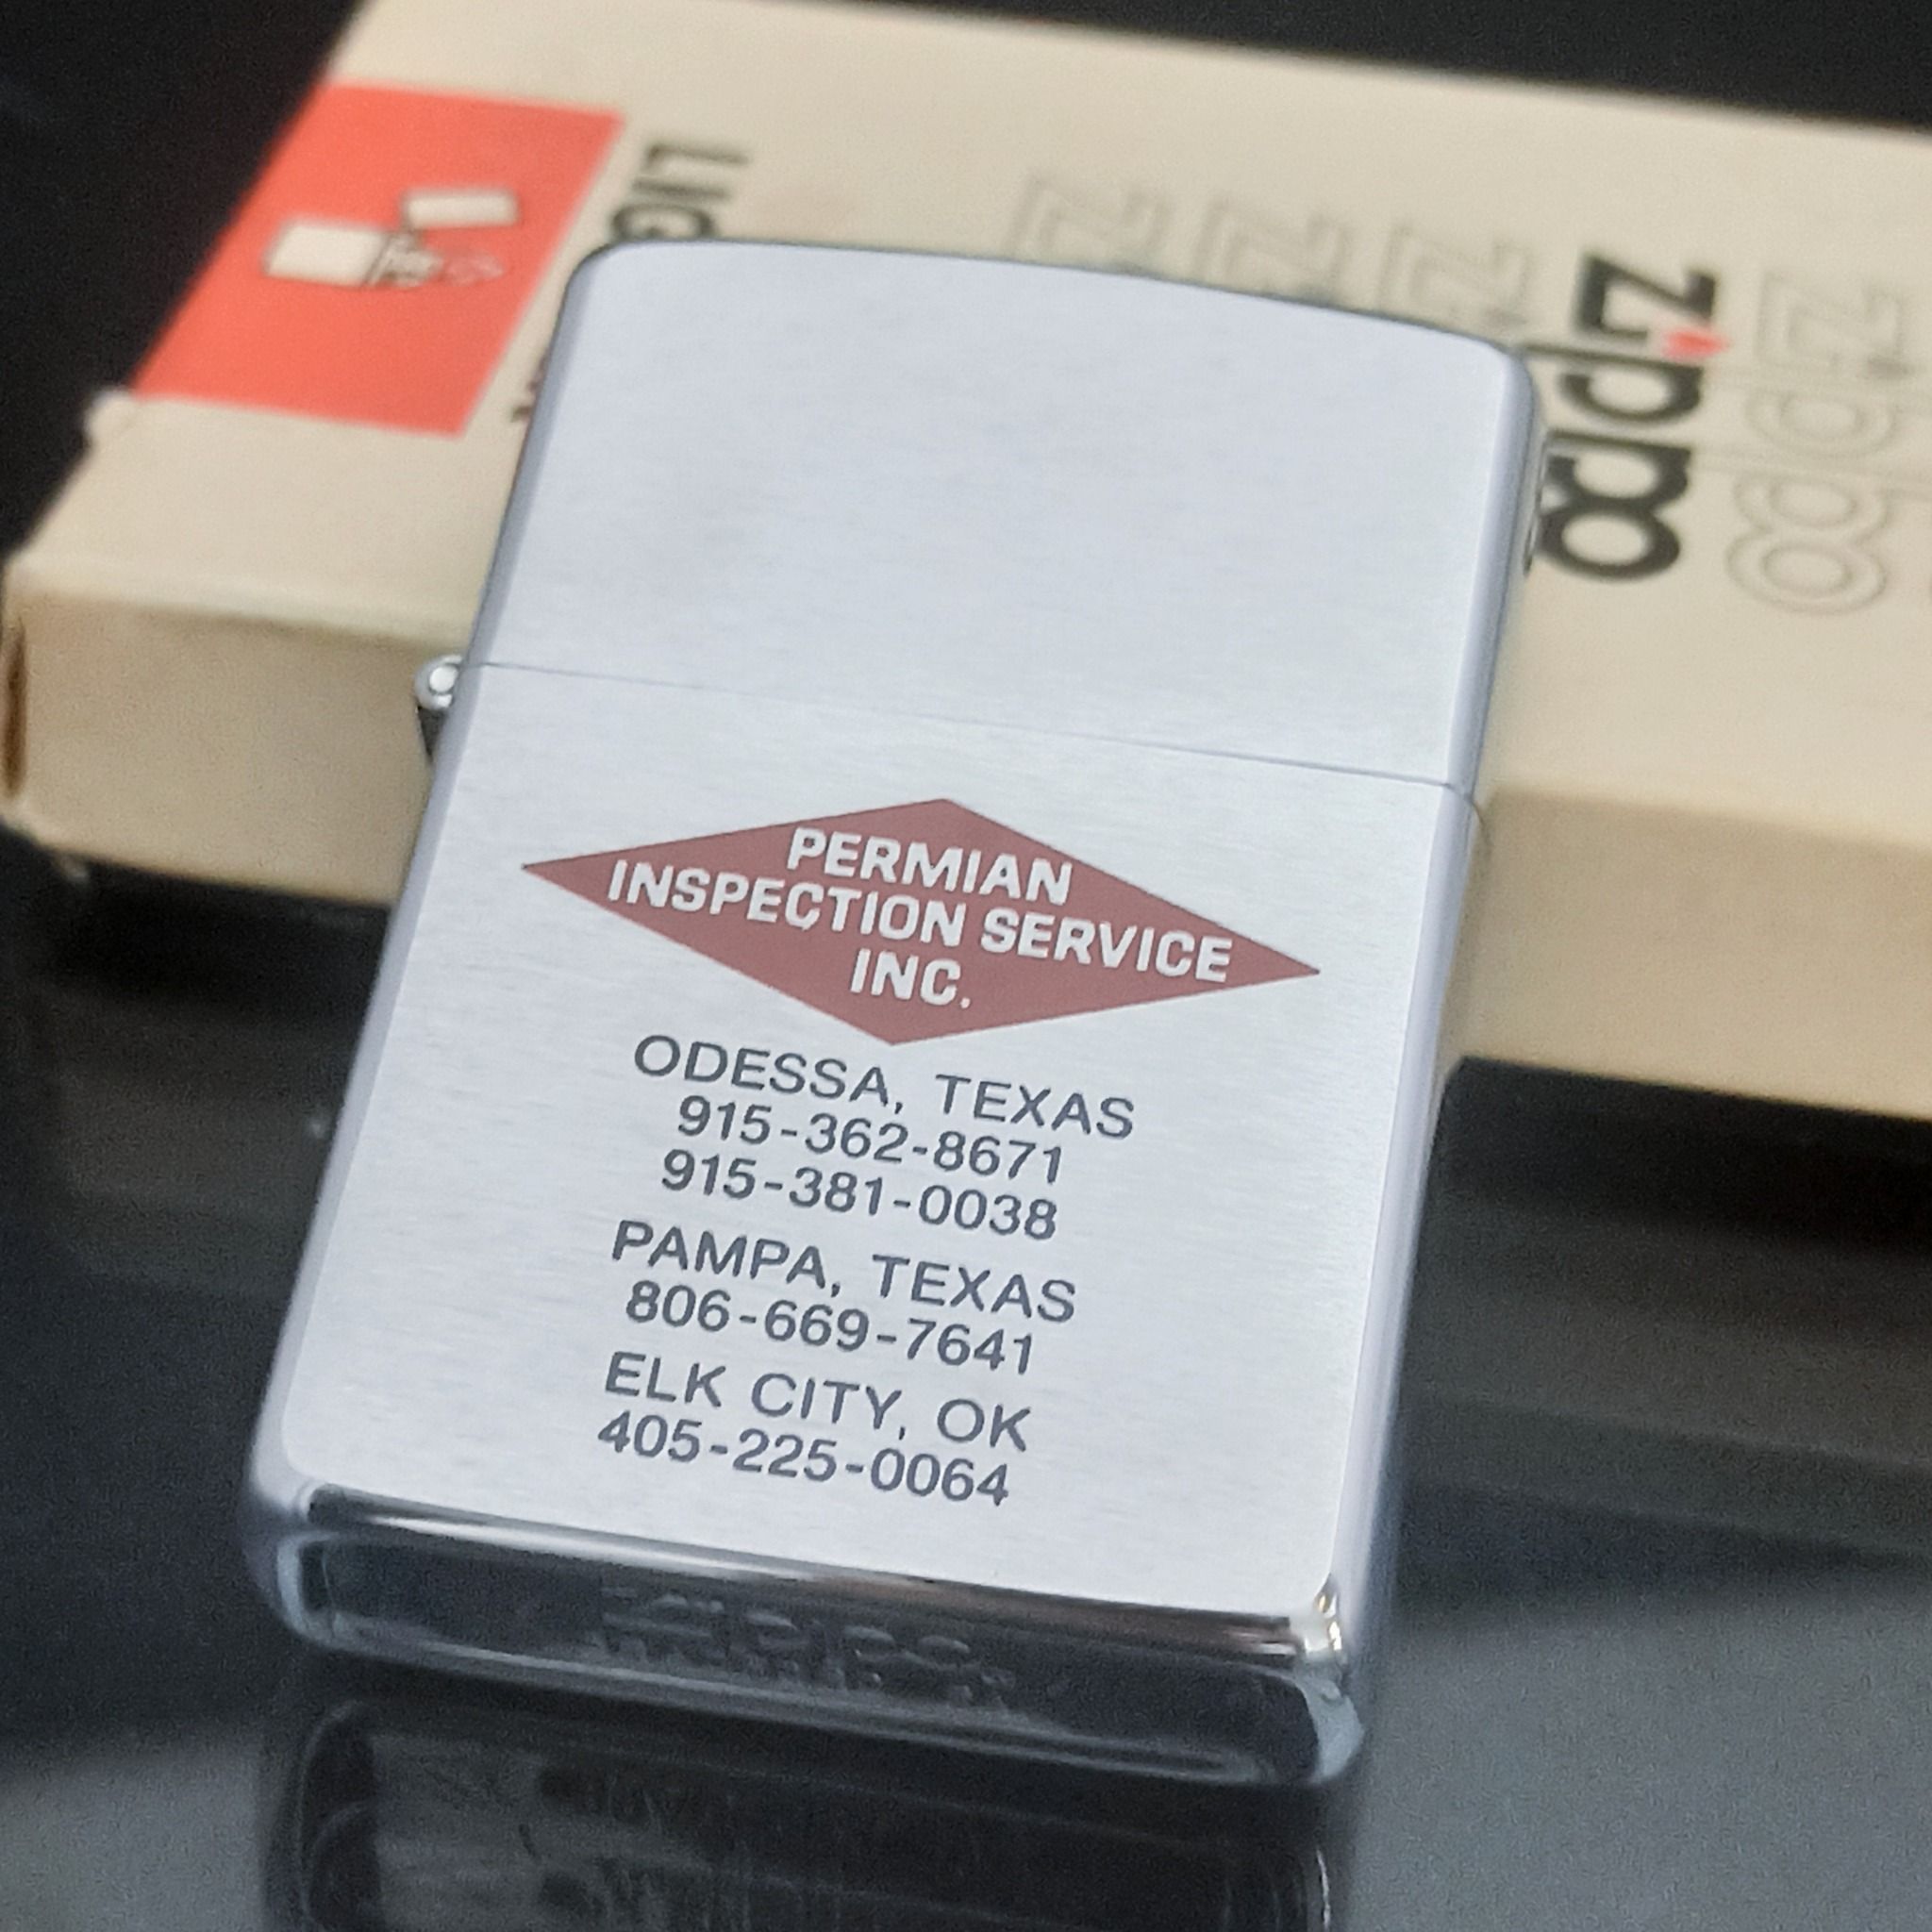 zippo
PERMIAN
INSPECTION SERVICE
INC.
ODESSA, TEXAS
915-362-8671
915-381-0038
PAMPA, TEXAS
806-669-7641
ELK CITY, OK
405-225-0064